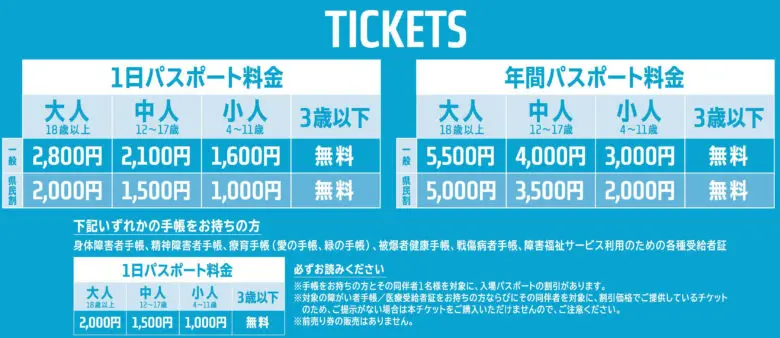 TICKETS
1日パスポート料金
大人 中人 小人 3歳以下
18歳以上 12～17歳 4～11歳
一般 2,800円 2,100円 1,600円 無料
県民割 2,000円 1,500円 1,000円 無料
年間パスポート料金
大人 中人 小人 3歳以下
18歳以上 12～17歳 4～11歳
一般 5,500円 4,000円 3,000円 無料
県民割 5,000円 3,500円 2,000円 無料
下記いずれかの手帳をお持ちの方
身体障害者手帳、精神障害者手帳、療育手帳（愛の手帳、緑の手帳）、被爆者健康手帳、戦傷病者手帳、障害福祉サービス利用のための各種受給者証
1日パスポート料金
大人 中人 小人 3歳以下
18歳以上 12～17歳 4～11歳
2,000円 1,500円 1,000円 無料
必ずお読みください
※手帳をお持ちの方とその同伴者1名様を対象に、入場パスポートの割引があります。
※対象の障がい者手帳／医療受給者証をお持ちの方ならびにその同伴者を対象に、割引価格でご提供しているチケット
のため、ご提示がない場合は本チケットをご購入いただけませんので、ご注意ください。
※前売り券の販売はありません。